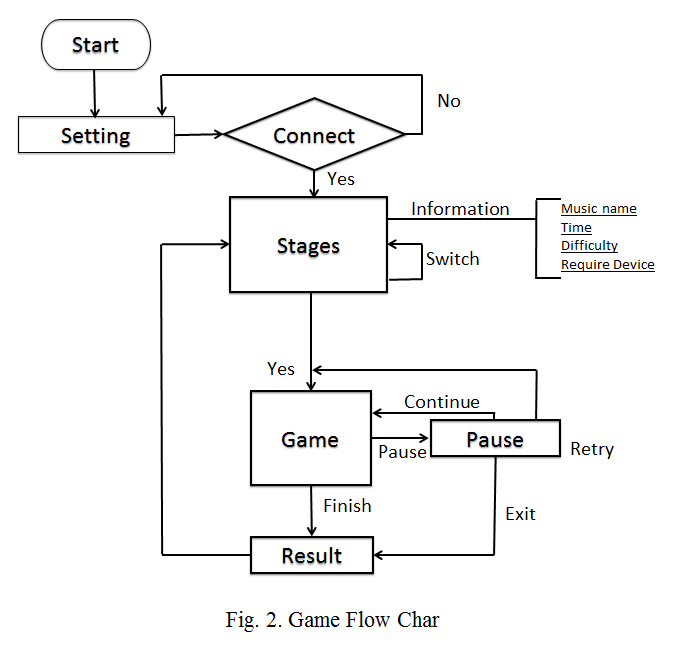 Start
No
Setting
Connect
Yes
Information
Music name
Time
Difficulty
Require Device
Stages
Switch
Yes
Continue
Game
Pause
Pause
Retry
Finish
Exit
Result
Fig. 2. Game Flow Char